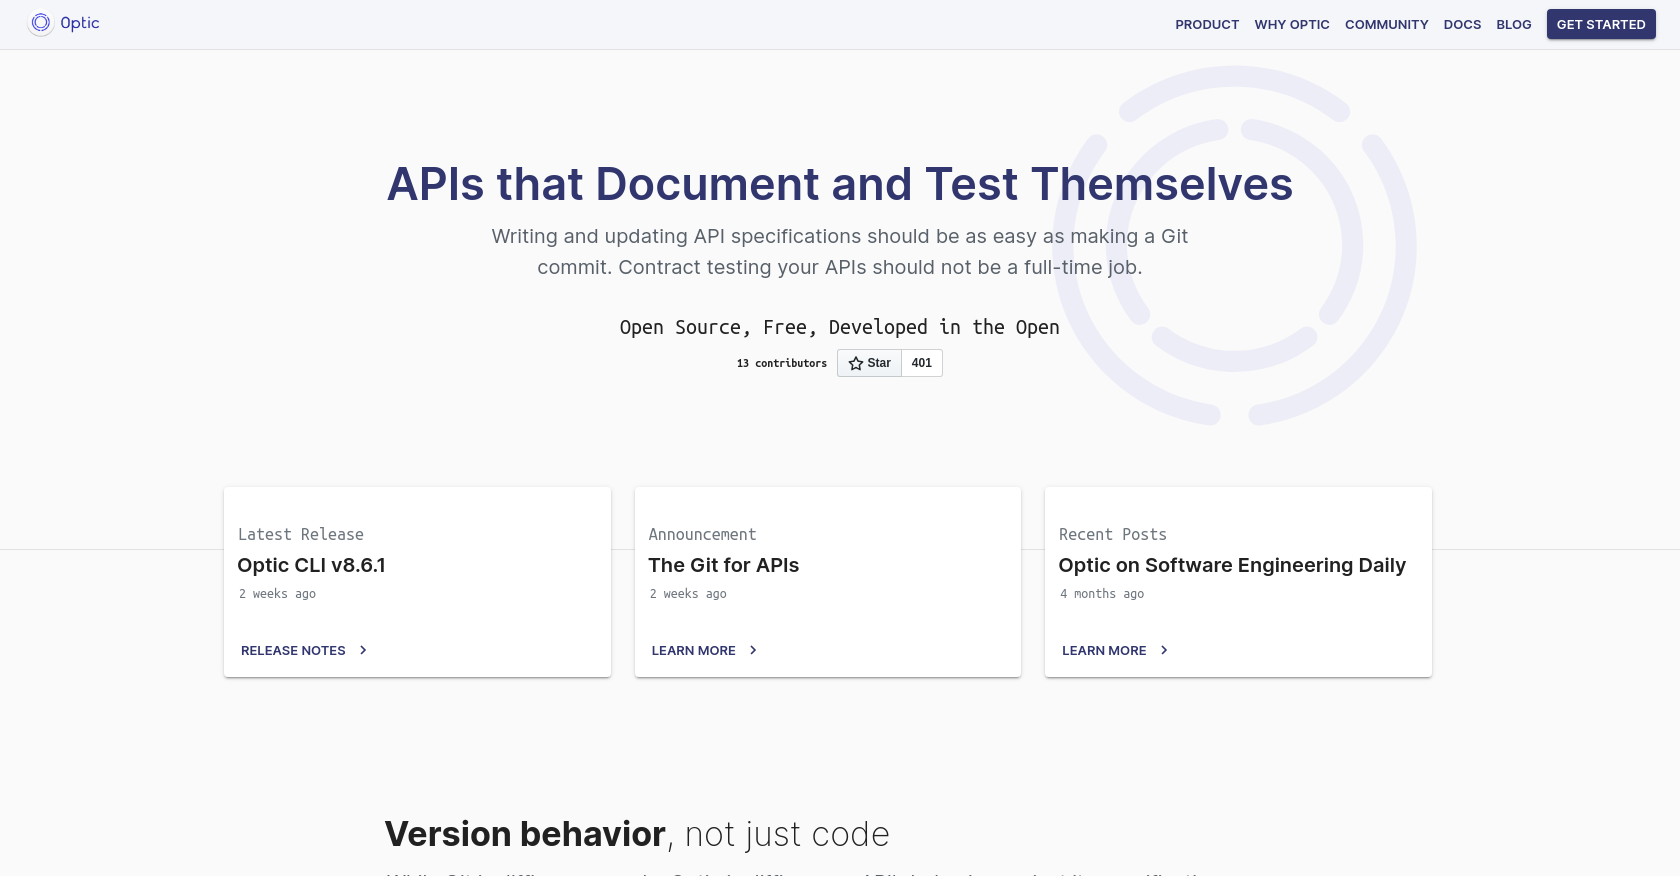 Optic
PRODUCT
WHY OPTIC
COMMUNITY
DOCS
BLOG
GET STARTED
APIs that Document and Test Themselves
Writing and updating API specifications should be as easy as making a Git
commit. Contract testing your APIs should not be a full-time job.
Open Source, Free, Developed in the Open
13 contributors
Star
401
Latest Release
Optic CLI v8.6.1
2 weeks ago
RELEASE NOTES
Announcement
The Git for APIs
2 weeks ago
LEARN MORE
Recent Posts
Optic on Software Engineering Daily
4 months ago
LEARN MORE
Version behavior, not just code